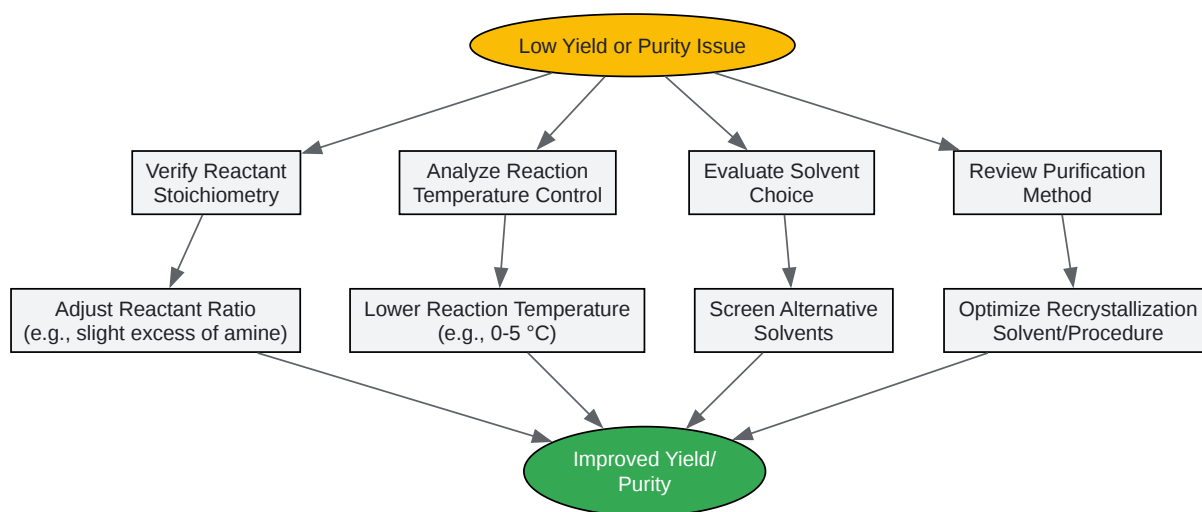 Low Yield or Purity Issue
Verify Reactant
Stoichiometry
Analyze Reaction
Temperature Control
Evaluate Solvent
Choice
Review Purification
Method
Adjust Reactant Ratio
(e.g., slight excess of amine)
Lower Reaction Temperature
(e.g., 0-5 °C)
Screen Alternative
Solvents
Optimize Recrystallization
Solvent/Procedure
Improved Yield/
Purity